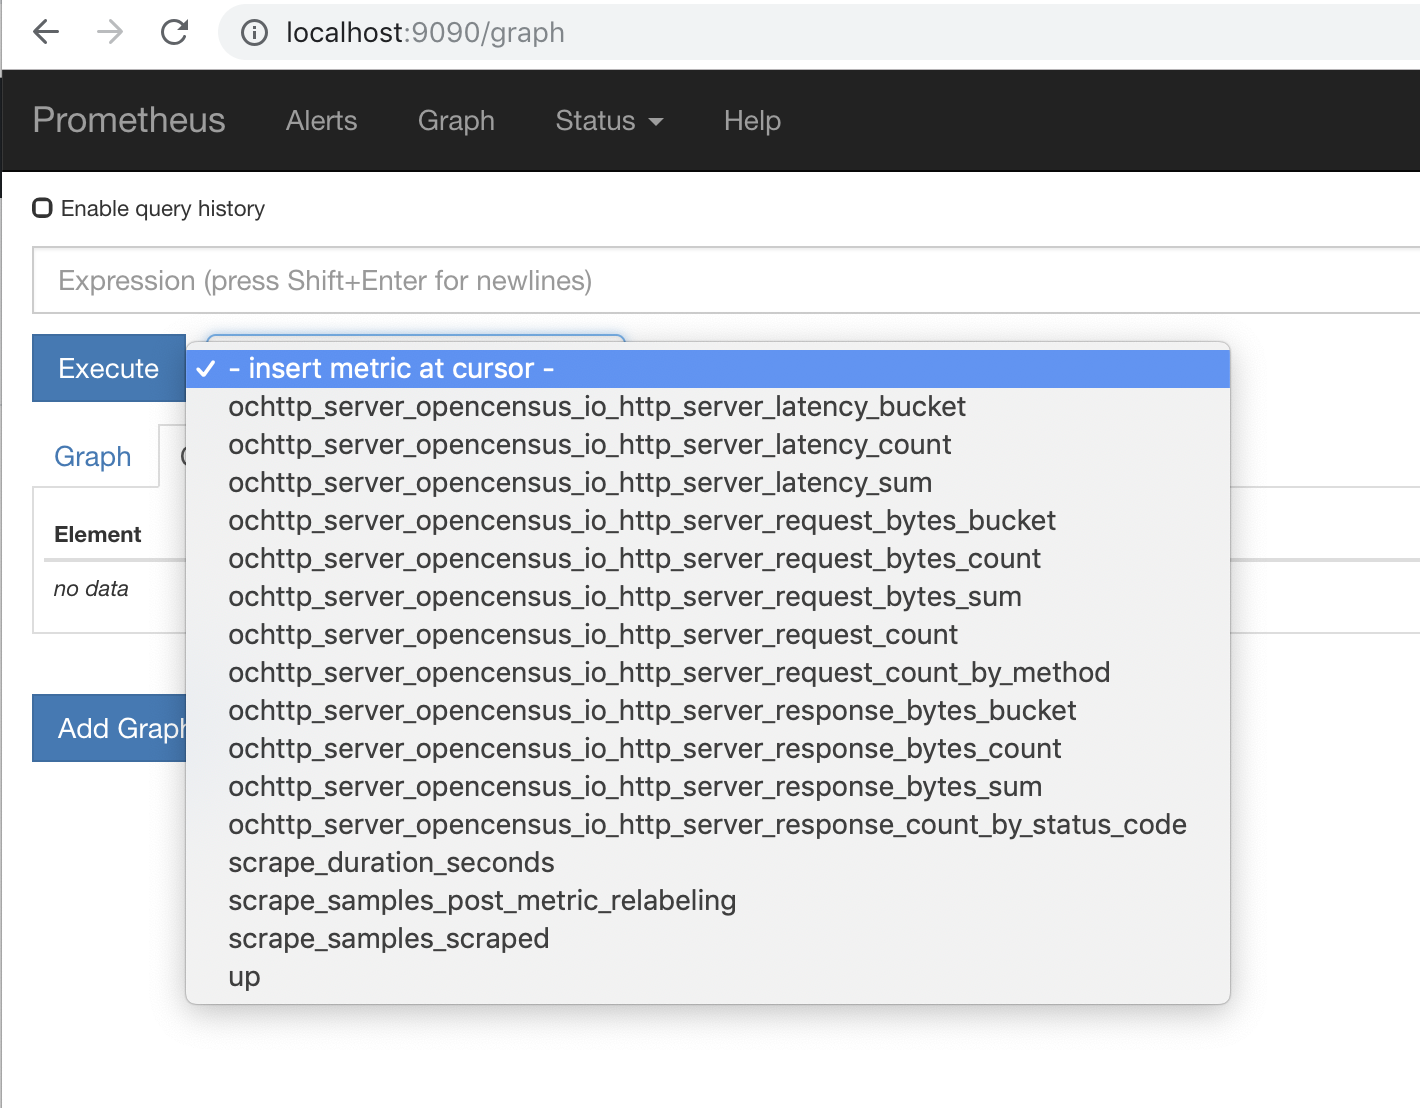 localhost:9090/graph
Prometheus Alerts Graph Status Help
Enable query history
Expression (press Shift+Enter for newlines)
Execute
- insert metric at cursor -
ochttp_server_opencensus_io_http_server_latency_bucket
ochttp_server_opencensus_io_http_server_latency_count
ochttp_server_opencensus_io_http_server_latency_sum
ochttp_server_opencensus_io_http_server_request_bytes_bucket
ochttp_server_opencensus_io_http_server_request_bytes_count
ochttp_server_opencensus_io_http_server_request_bytes_sum
ochttp_server_opencensus_io_http_server_request_count
ochttp_server_opencensus_io_http_server_request_count_by_method
ochttp_server_opencensus_io_http_server_response_bytes_bucket
ochttp_server_opencensus_io_http_server_response_bytes_count
ochttp_server_opencensus_io_http_server_response_bytes_sum
ochttp_server_opencensus_io_http_server_response_count_by_status_code
scrape_duration_seconds
scrape_samples_post_metric_relabeling
scrape_samples_scraped
up
Graph
Element
no data
Add Graph